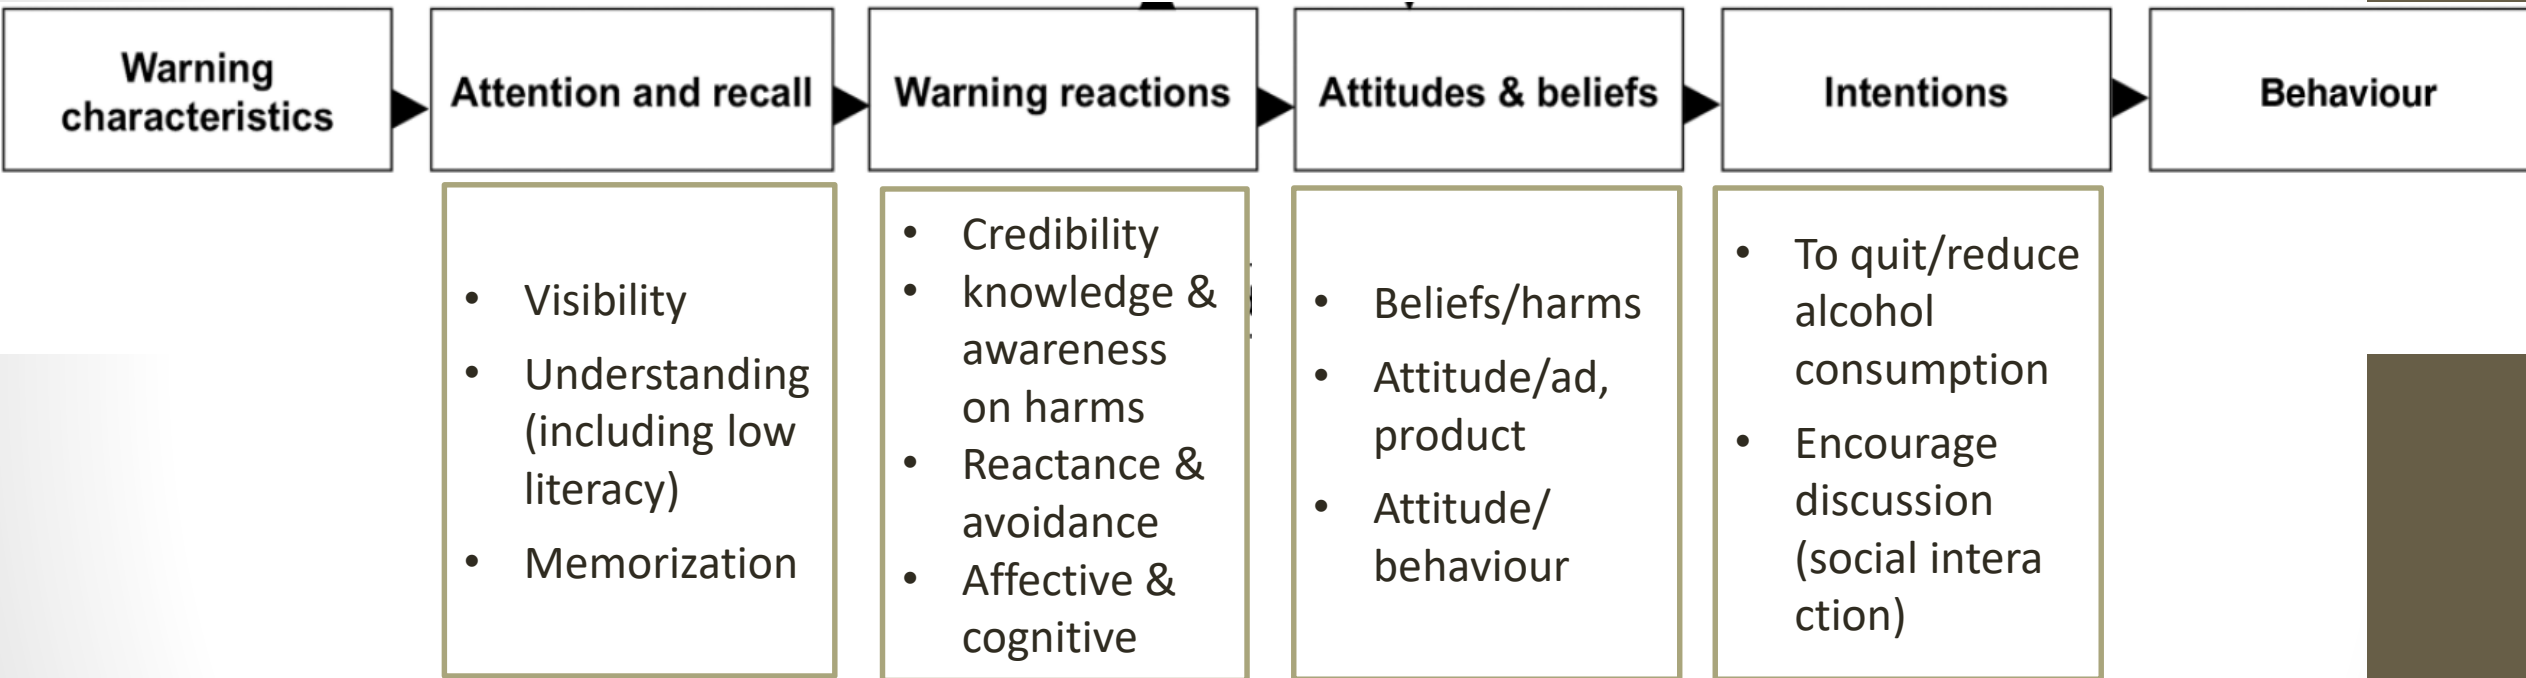 Warning
characteristics
Attention and recall
Warning reactions
Attitudes & beliefs
Intentions
Behaviour
• Visibility
• Understanding
(including low
literacy)
• Memorization
• Credibility
• knowledge &
awareness
on harms
• Reactance &
avoidance
• Affective &
cognitive
• Beliefs/harms
• Attitude/ad,
product
• Attitude/
behaviour
• To quit/reduce
alcohol
consumption
• Encourage
discussion
(social intera
ction)